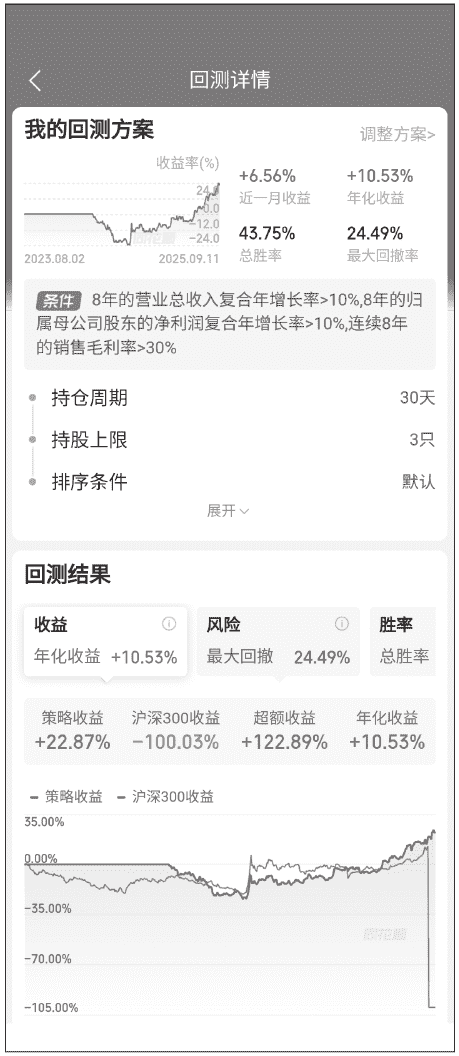 回测详情
我的回测方案
调整方案>
收益率(%)
24.0
0.0
-12.0
-24.0
2023.08.02
2025.09.11
+6.56%
近一月收益
+10.53%
年化收益
43.75%
总胜率
24.49%
最大回撤率
条件 8年的营业总收入复合年增长率>10%,8年的归
属母公司股东的净利润复合年增长率>10%,连续8年
的销售毛利率>30%
持仓周期
30天
持股上限
3只
排序条件
默认
展开
回测结果
收益
年化收益 +10.53%
风险
最大回撤 24.49%
胜率
总胜率
策略收益
+22.87%
沪深300收益
-100.03%
超额收益
+122.89%
年化收益
+10.53%
策略收益 沪深300收益
35.00%
0.00%
-35.00%
-70.00%
-105.00%
同花顺